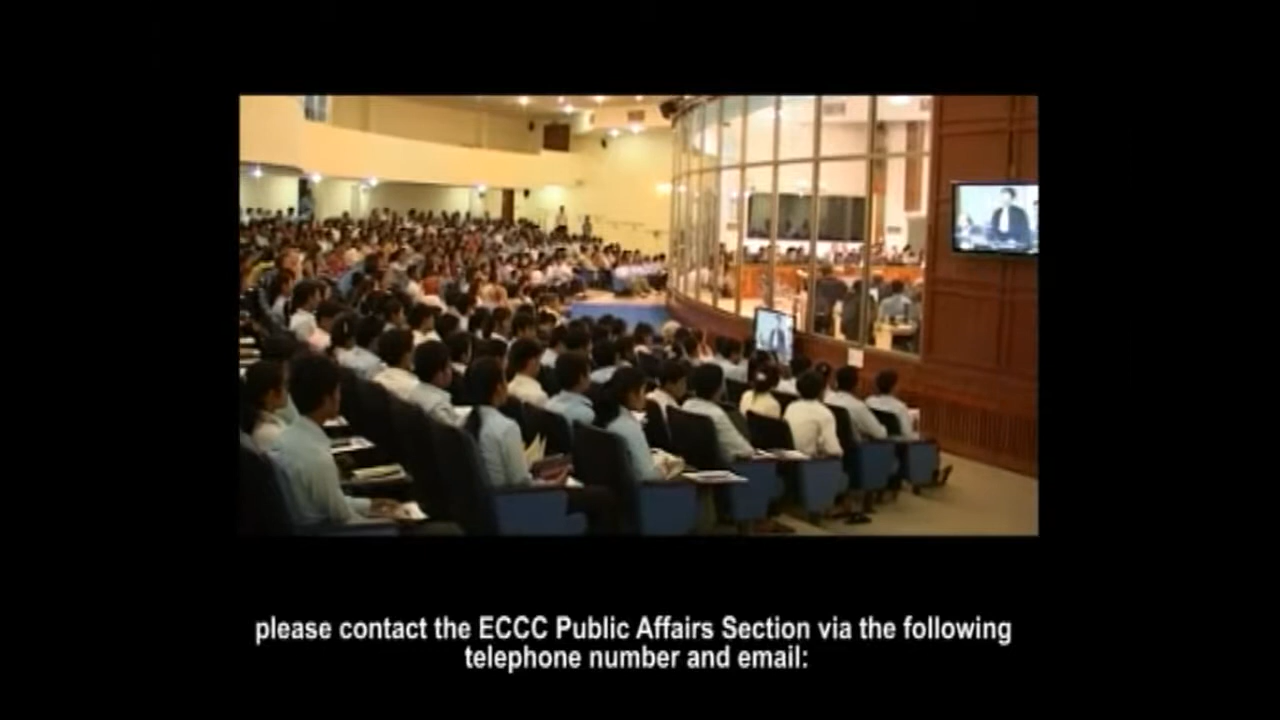 please contact the ECCC Public Affairs Section via the following
telephone number and email: